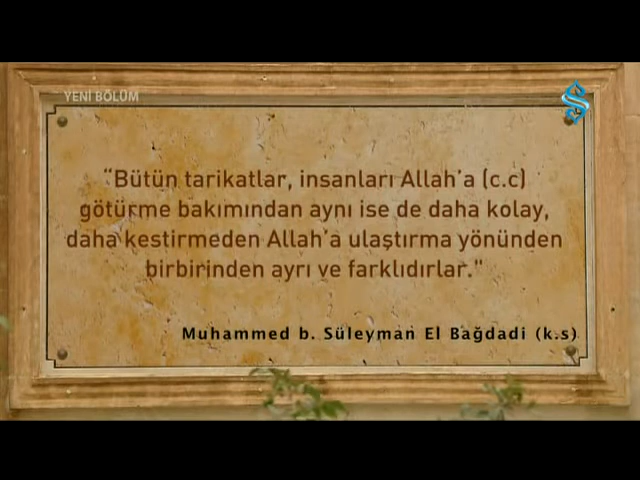 YENİ BÖLÜM
“Bütün tarikatlar, insanları Allah’a (c.c)
götürme bakımından aynı ise de daha kolay,
daha kestirmeden Allah’a ulaştırma yönünden
birbirinden ayrı ve farklıdırlar."
Muhammed b. Süleyman El Bağdadi (k.s)